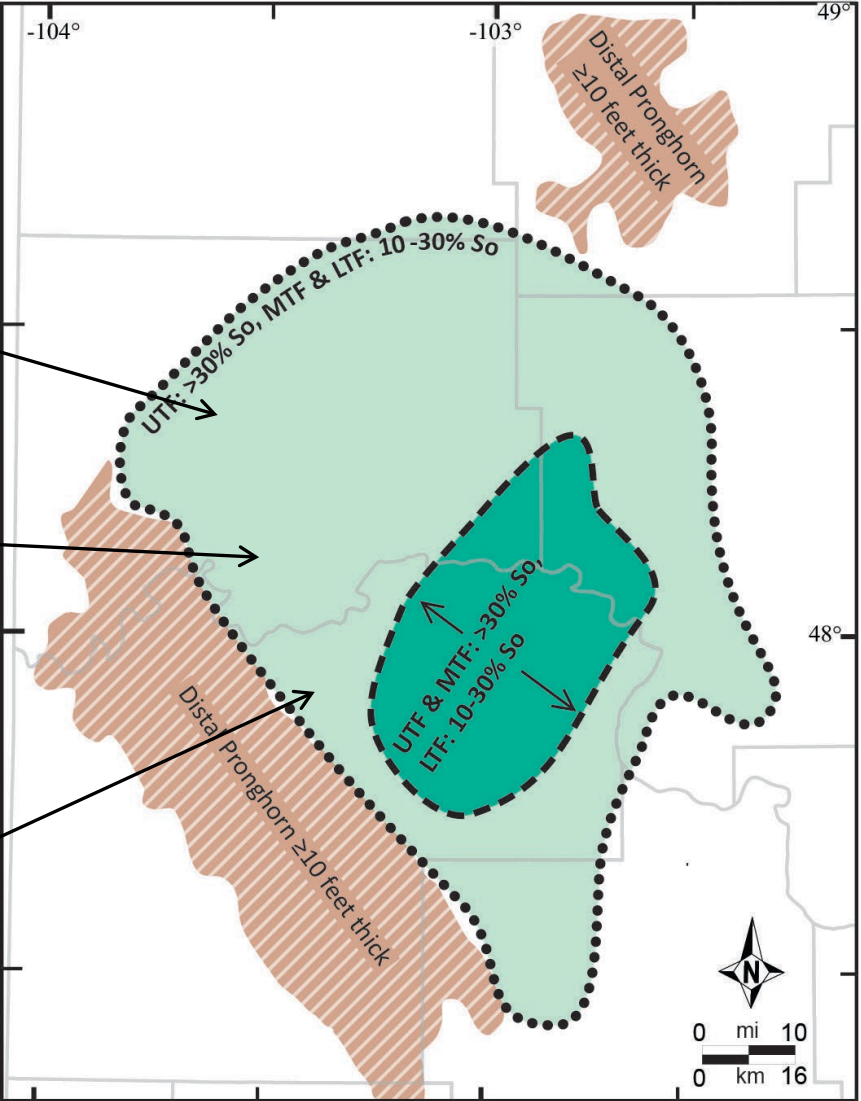 -104°
-103°
49°
Distal Pronghorn
≥10 feet thick
UTF: >30% So, MTF & LTF: 10 -30% So
UTF & MTF: >30% So,
LTF: 10-30% So
48°
Distal Pronghorn ≥10 feet thick
N
0 mi 10
0 km 16